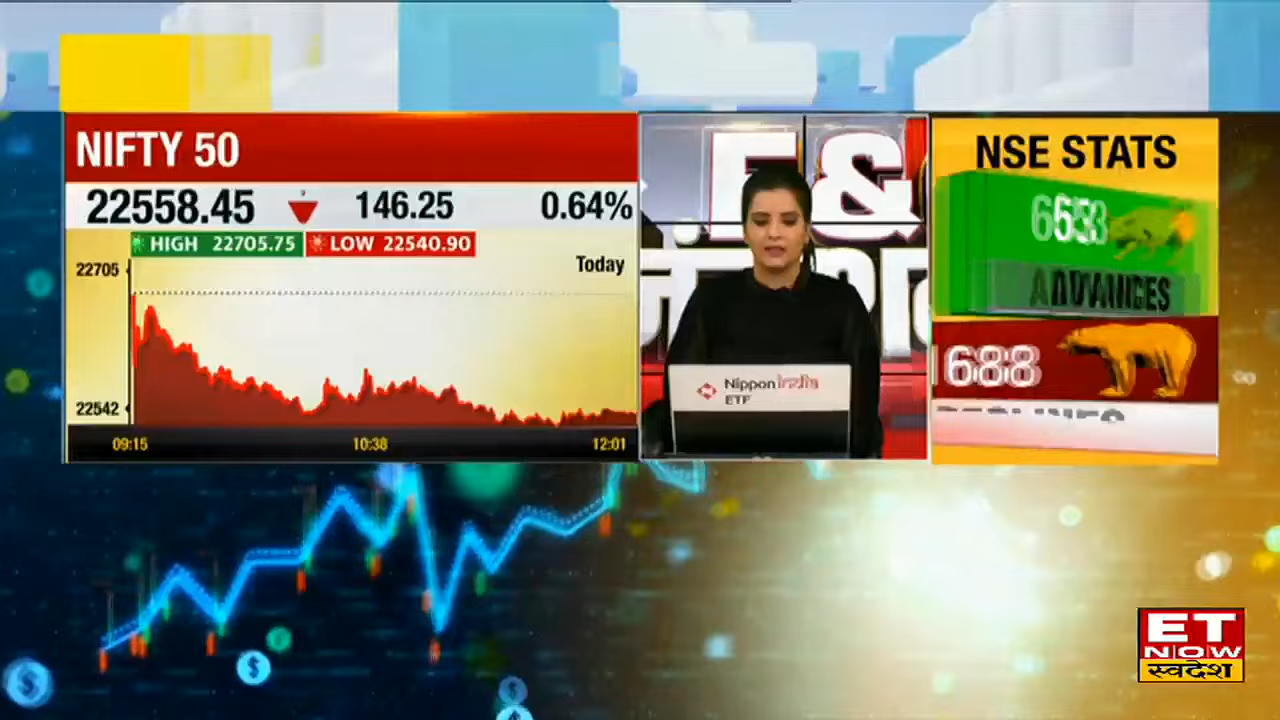 NIFTY 50
22558.45 146.25 0.64%
HIGH 22705.75 LOW 22540.90
Today
22705
22542
09:15 10:38 12:01
F&
Nippon india
ETF
NSE STATS
ADVANCES
1688
ET
NOW
स्वदेश